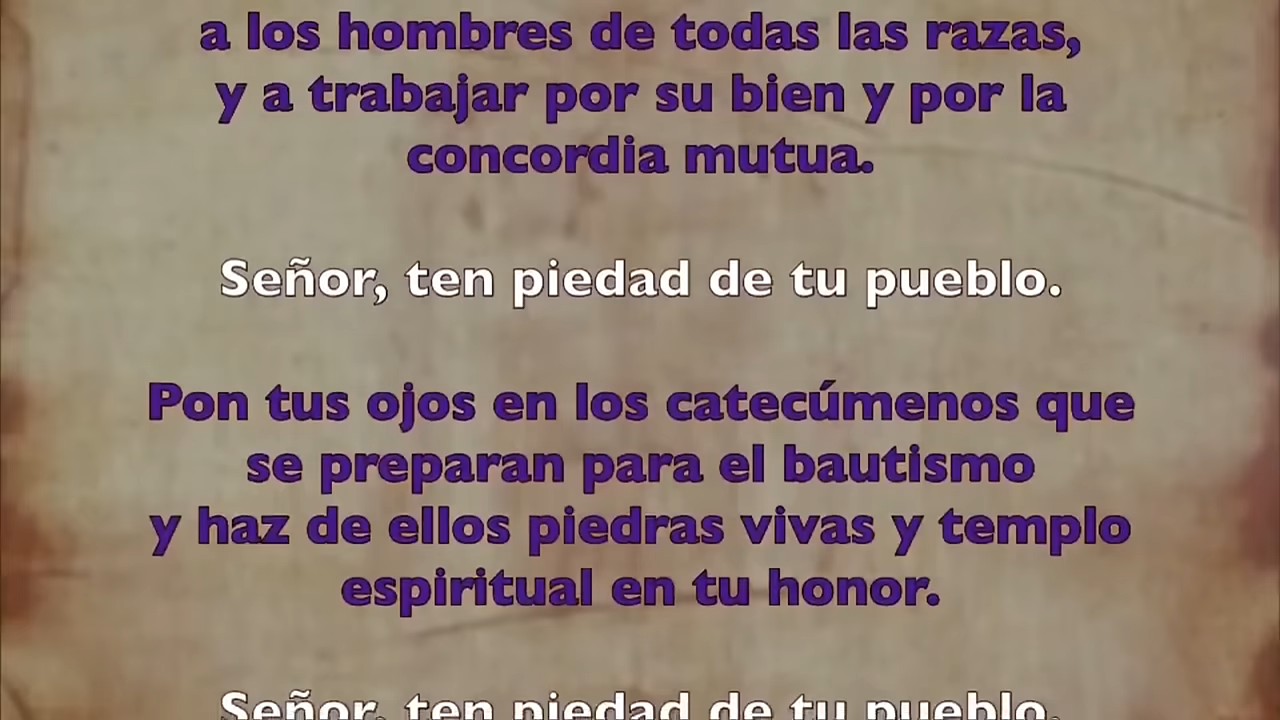 a los hombres de todas las razas,
y a trabajar por su bien y por la
concordia mutua.
Señor, ten piedad de tu pueblo.
Pon tus ojos en los catecúmenos que
se preparan para el bautismo
y haz de ellos piedras vivas y templo
espiritual en tu honor.
Señor, ten piedad de tu pueblo.